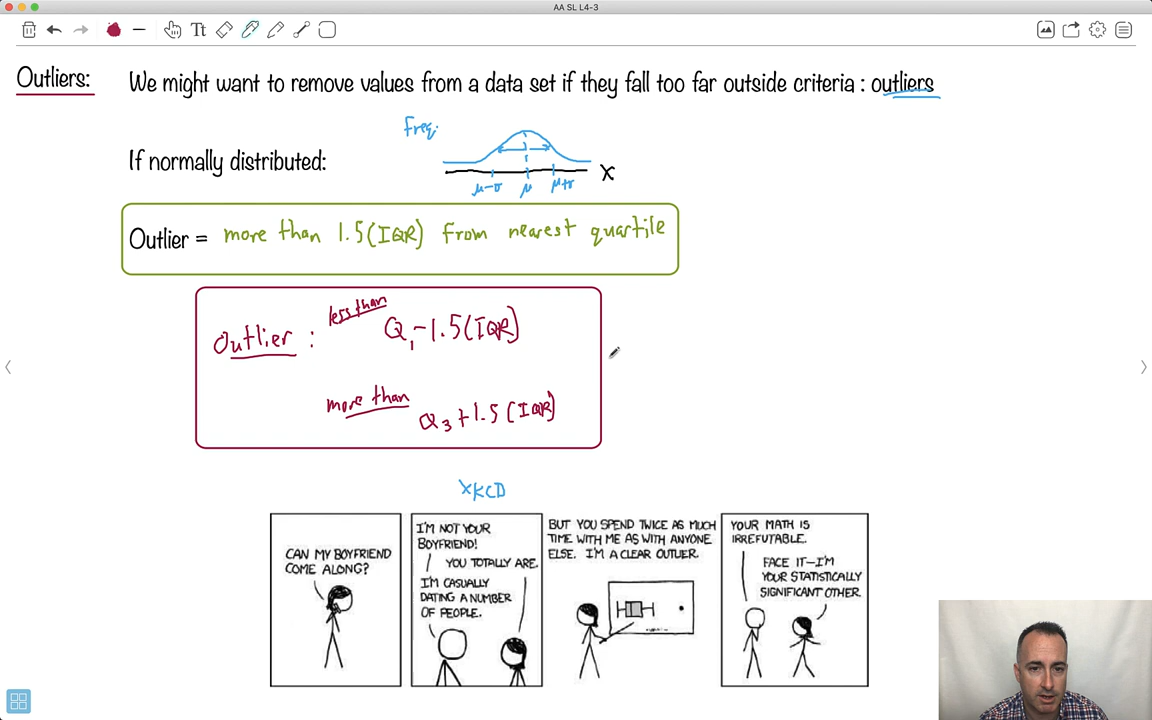 AA SL L4-3
Tt
Outliers: We might want to remove values from a data set if they fall too far outside criteria : outliers
Freq.
If normally distributed:
x
μ-σ μ μ+σ
Outlier = more than 1.5(IQR) from nearest quartile
less than
Outlier : Q1-1.5(IQR)
more than
Q3+1.5(IQR)
XKCD
CAN MY BOYFRIEND
COME ALONG?
I'M NOT YOUR
BOYFRIEND!
YOU TOTALLY ARE.
I'M CASUALLY
DATING A NUMBER
OF PEOPLE.
BUT YOU SPEND TWICE AS MUCH
TIME WITH ME AS WITH ANYONE
ELSE. I'M A CLEAR OUTLIER.
YOUR MATH IS
IRREFUTABLE.
FACE IT—I'M
YOUR STATISTICALLY
SIGNIFICANT OTHER.